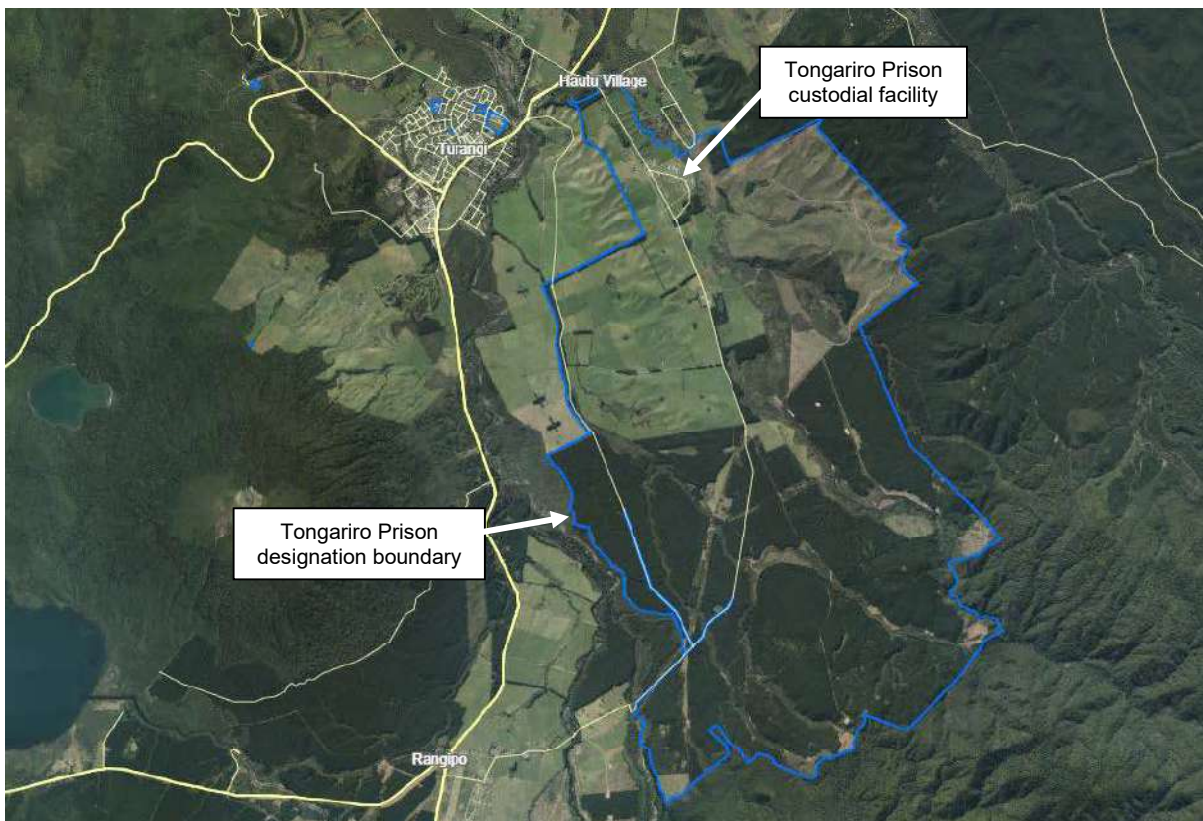 Hautu Village
Tongariro Prison
custodial facility
Turangi
Tongariro Prison
designation boundary
Rangipo